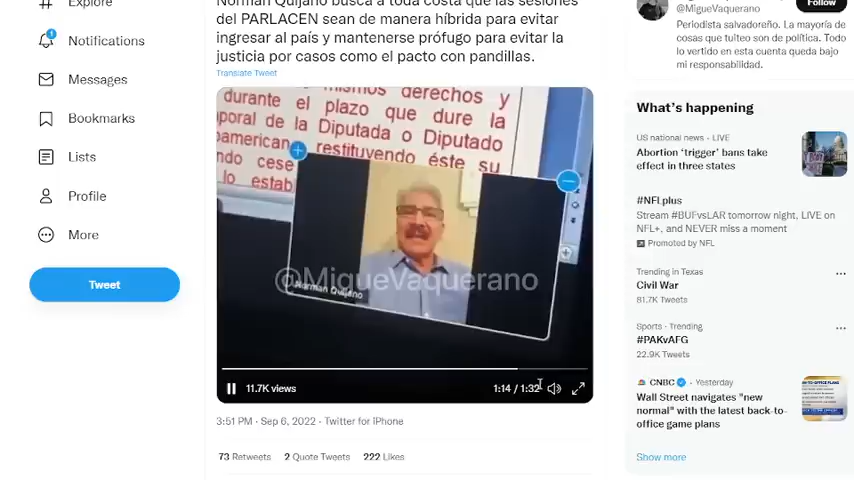 Explore
Notifications
1
Messages
Bookmarks
Lists
Profile
More
Tweet
Norman Quijano busca a toda costa que las sesiones
del PARLACEN sean de manera híbrida para evitar
ingresar al país y mantenerse prófugo para evitar la
justicia por casos como el pacto con pandillas.
Translate Tweet
mismos derechos y
durante el plazo que dure la
poral de la Diputada o Diputado
oamerican restituyendo éste su
ndo cese
lo estab
@MigueVaquerano
Norman Quijano
11.7K views
1:14 / 1:32
3:51 PM · Sep 6, 2022 · Twitter for iPhone
73 Retweets 2 Quote Tweets 222 Likes
@MigueVaquerano
Follow
Periodista salvadoreño. La mayoría de
cosas que tuiteo son de política. Todo
lo vertido en esta cuenta queda bajo
mi responsabilidad.
What's happening
US national news · LIVE
Abortion ‘trigger’ bans take
effect in three states
#NFLplus
Stream #BUFvsLAR tomorrow night, LIVE on
NFL+, and NEVER miss a moment
Promoted by NFL
Trending in Texas
Civil War
81.7K Tweets
Sports · Trending
#PAKvAFG
22.9K Tweets
CNBC · Yesterday
Wall Street navigates "new
normal" with the latest back-to-
office game plans
Show more